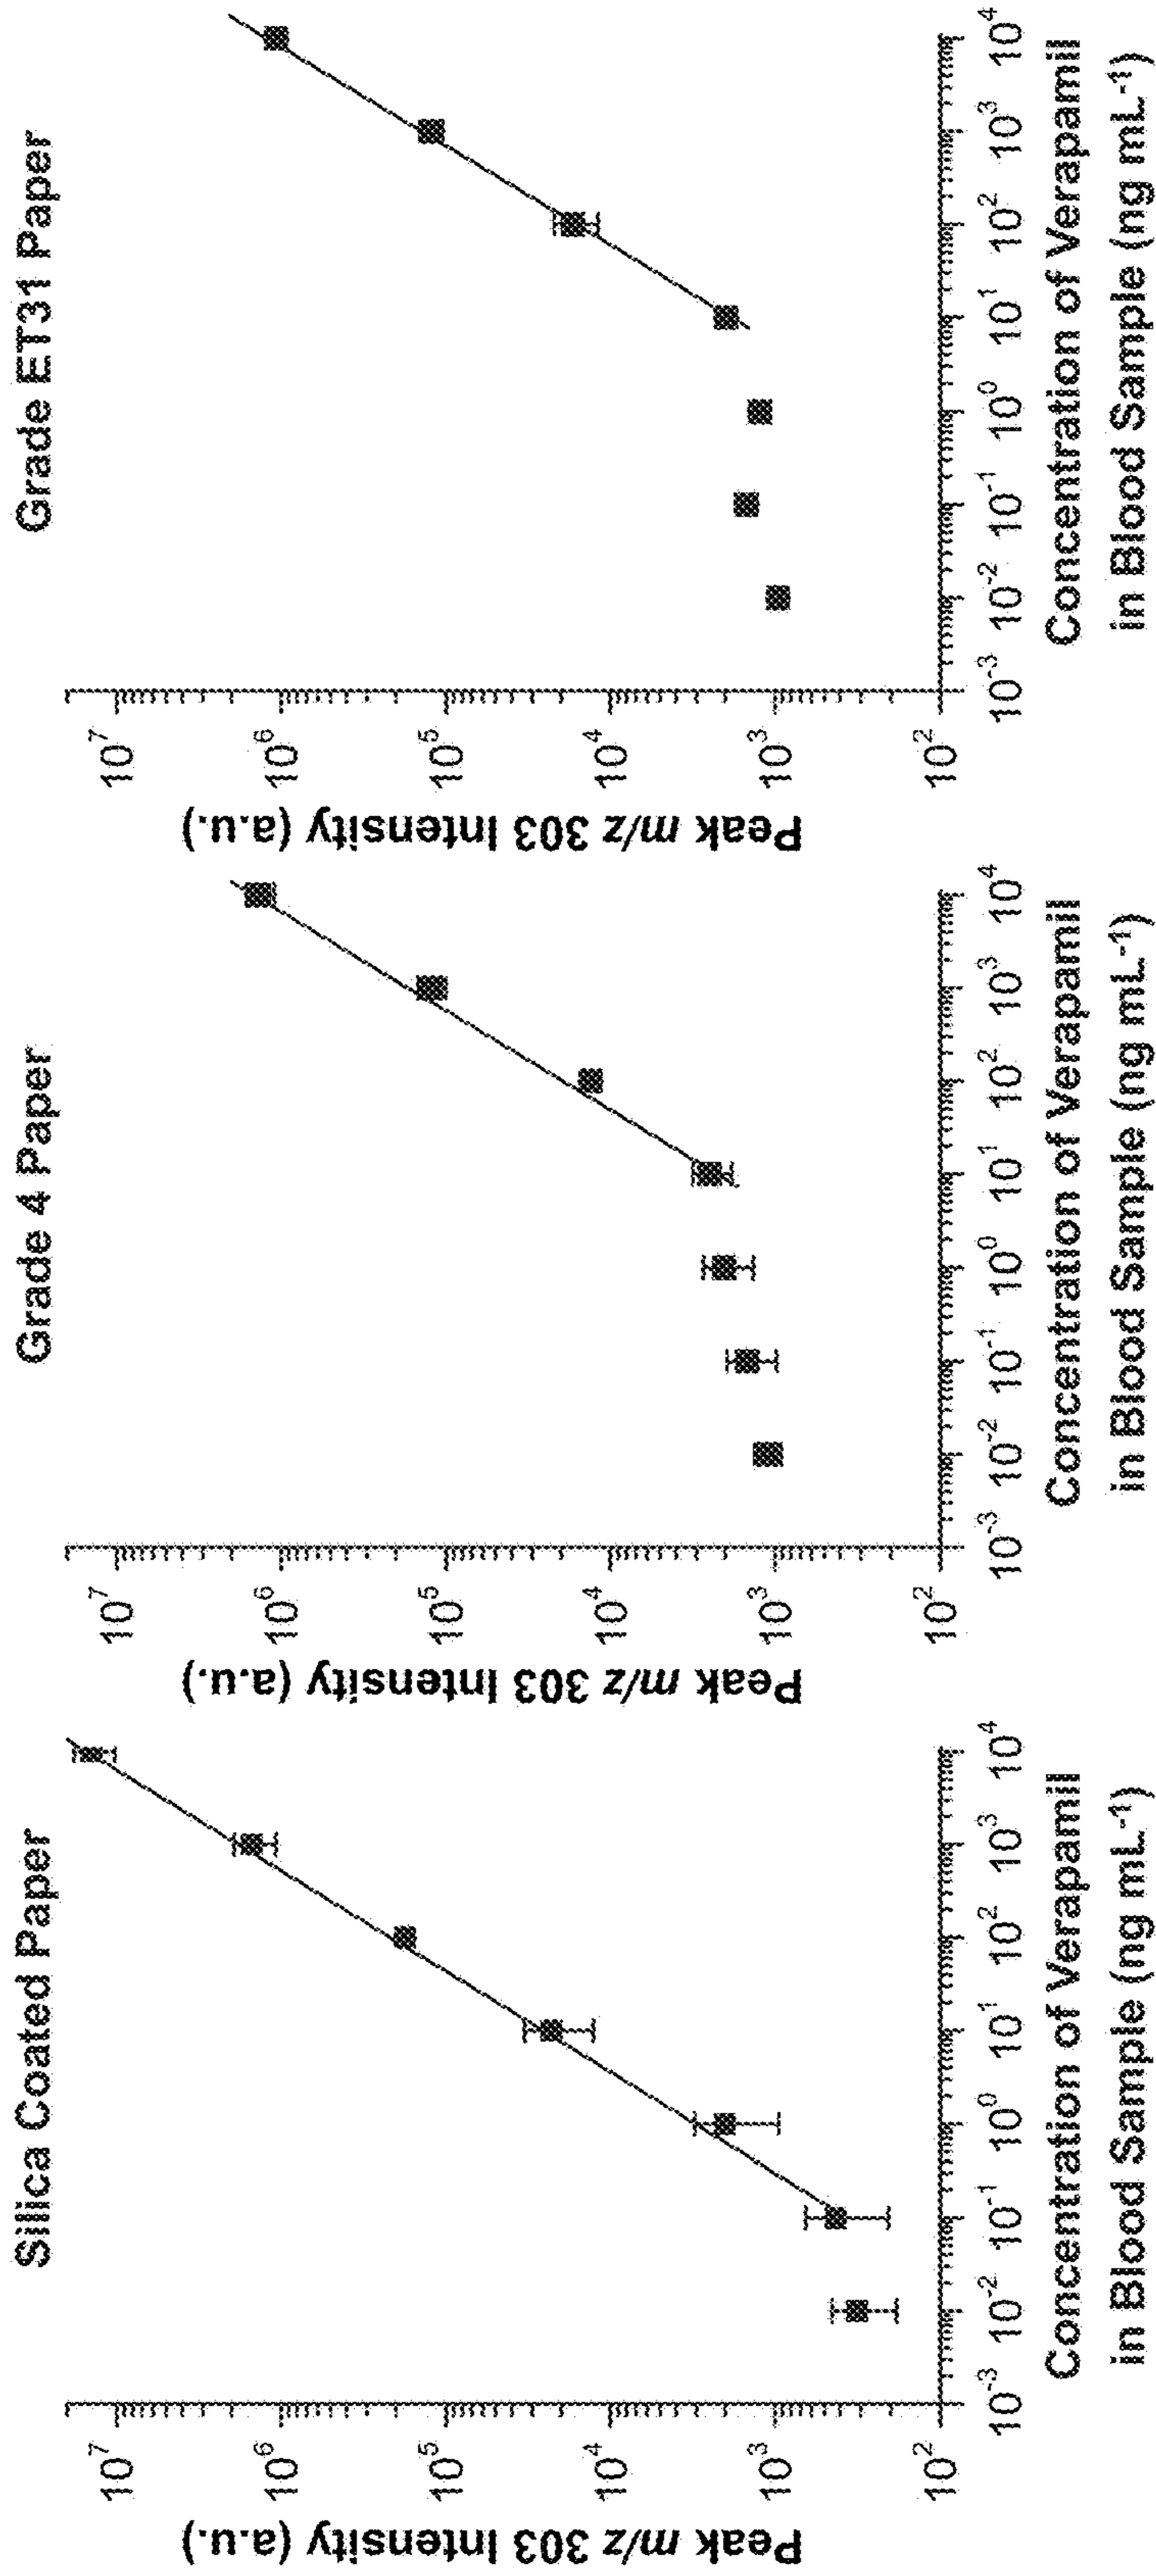 Silica Coated Paper
Peak m/z 303 Intensity (a.u.)
10⁷
10⁶
10⁵
10⁴
10³
10²
10⁻³ 10⁻² 10⁻¹ 10⁰ 10¹ 10² 10³ 10⁴
Concentration of Verapamil
in Blood Sample (ng mL⁻¹)
Grade 4 Paper
Peak m/z 303 Intensity (a.u.)
10⁷
10⁶
10⁵
10⁴
10³
10²
10⁻³ 10⁻² 10⁻¹ 10⁰ 10¹ 10² 10³ 10⁴
Concentration of Verapamil
in Blood Sample (ng mL⁻¹)
Grade ET31 Paper
Peak m/z 303 Intensity (a.u.)
10⁷
10⁶
10⁵
10⁴
10³
10²
10⁻³ 10⁻² 10⁻¹ 10⁰ 10¹ 10² 10³ 10⁴
Concentration of Verapamil
in Blood Sample (ng mL⁻¹)